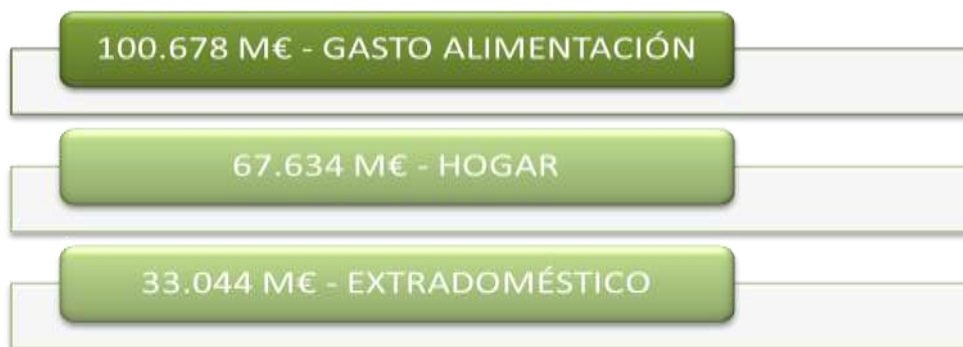 100.678 M€ - GASTO ALIMENTACIÓN
67.634 M€ - HOGAR
33.044 M€ - EXTRADOMÉSTICO